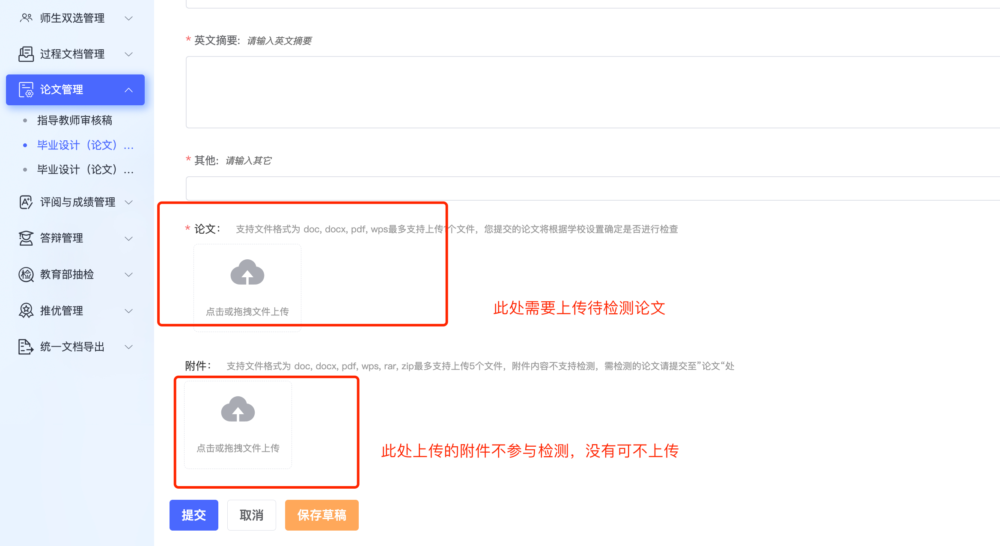 师生双选管理
过程文档管理
论文管理
指导教师审核稿
毕业设计（论文）...
毕业设计（论文）...
评阅与成绩管理
答辩管理
检
教育部抽检
推优管理
统一文档导出
* 英文摘要: 请输入英文摘要
* 其他: 请输入其它
* 论文： 支持文件格式为 doc, docx, pdf, wps最多支持上传1个文件，您提交的论文将根据学校设置确定是否进行检查
点击或拖拽文件上传
此处需要上传待检测论文
附件： 支持文件格式为 doc, docx, pdf, wps, rar, zip最多支持上传5个文件，附件内容不支持检测，需检测的论文请提交至”论文“处
点击或拖拽文件上传
此处上传的附件不参与检测，没有可不上传
提交 取消 保存草稿